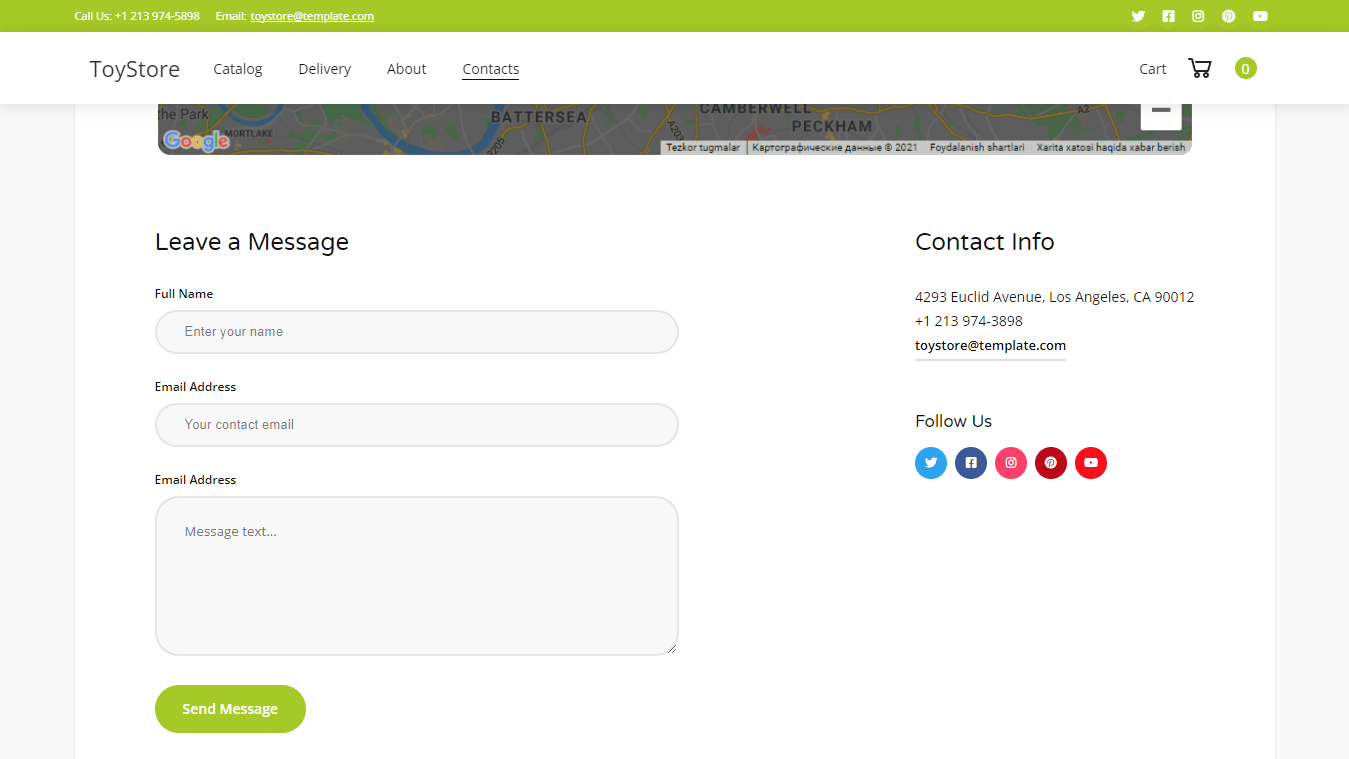 Call Us: +1 213 974-5898 Email: toystore@template.com
ToyStore Catalog Delivery About Contacts Cart 0
the Park BATTERSEA CAMBERWELL A2
PECKHAM
MORTLAKE A205 A202
Google Tezkor tugmalar Картографические данные © 2021 Foydalanish shartlari Xarita xatosi haqida xabar berish
Leave a Message
Full Name
Enter your name
Email Address
Your contact email
Email Address
Message text...
Send Message
Contact Info
4293 Euclid Avenue, Los Angeles, CA 90012
+1 213 974-3898
toystore@template.com
Follow Us